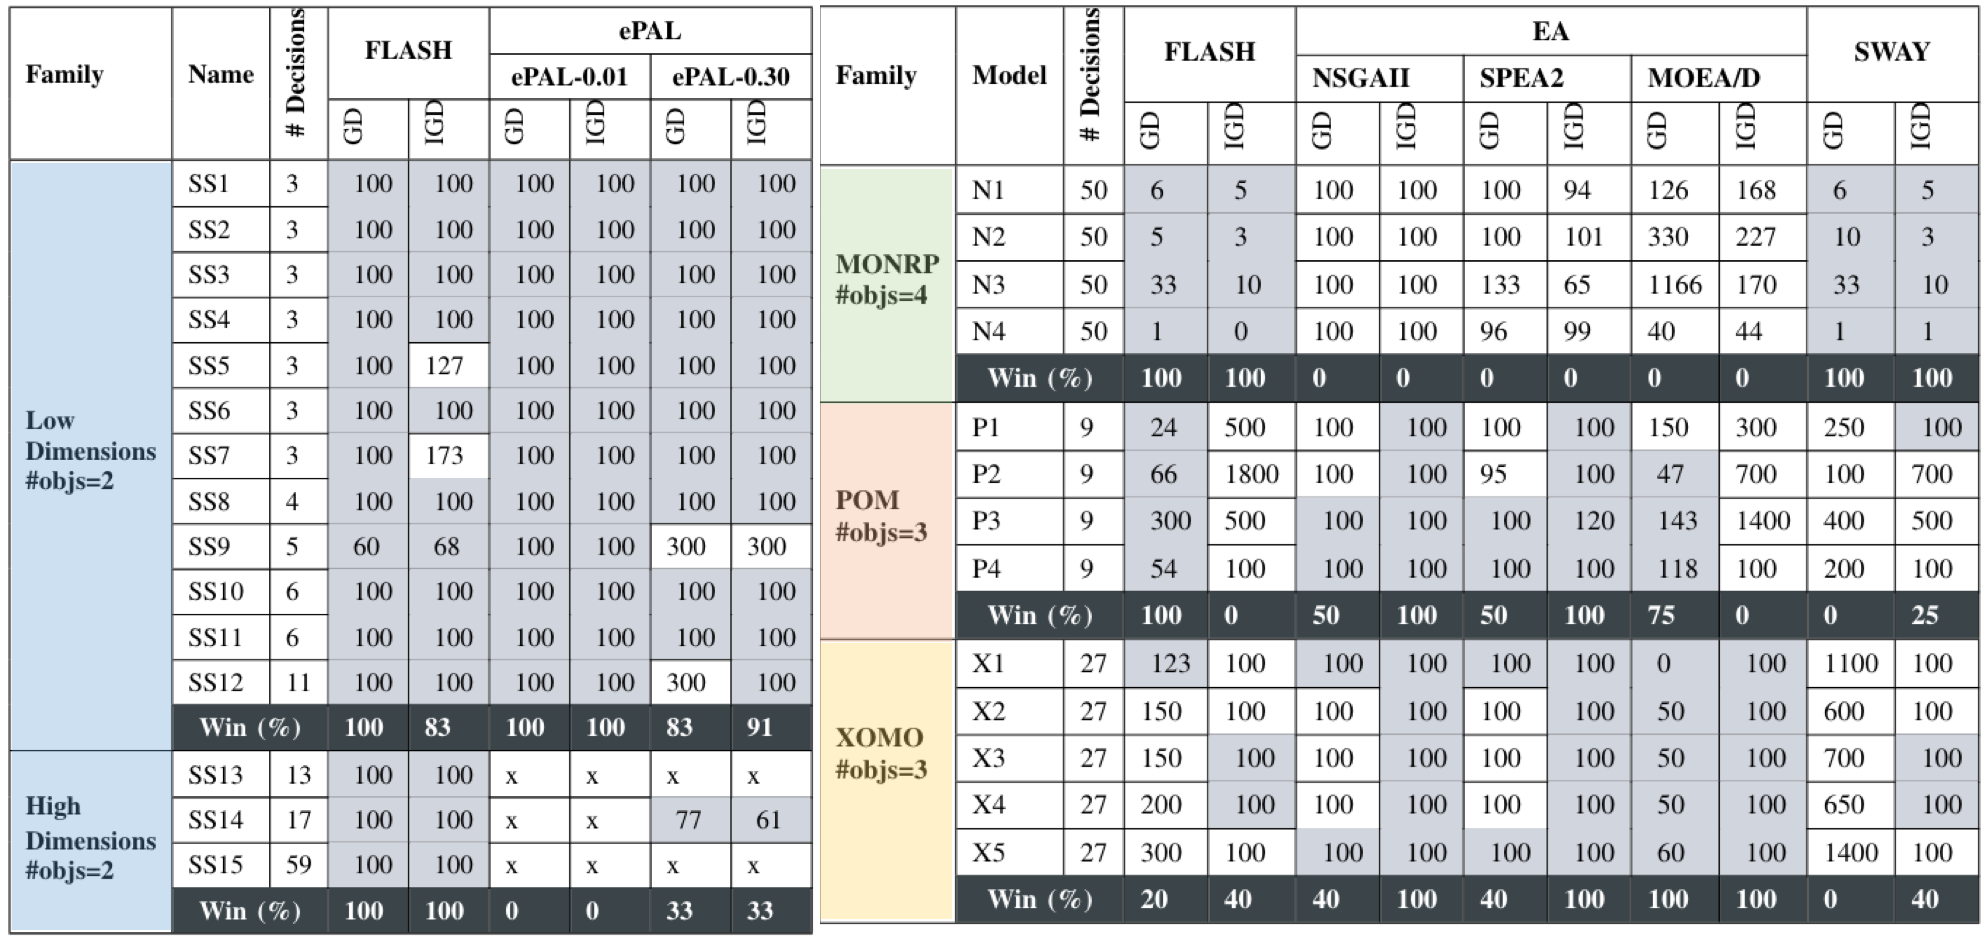 Family Name # Decisions FLASH ePAL
ePAL-0.01 ePAL-0.30
GD IGD GD IGD GD IGD
Low
Dimensions
#objs=2
SS1 3 100 100 100 100 100 100
SS2 3 100 100 100 100 100 100
SS3 3 100 100 100 100 100 100
SS4 3 100 100 100 100 100 100
SS5 3 100 127 100 100 100 100
SS6 3 100 100 100 100 100 100
SS7 3 100 173 100 100 100 100
SS8 4 100 100 100 100 100 100
SS9 5 60 68 100 100 300 300
SS10 6 100 100 100 100 100 100
SS11 6 100 100 100 100 100 100
SS12 11 100 100 100 100 300 100
Win (%) 100 83 100 100 83 91
High
Dimensions
#objs=2
SS13 13 100 100 x x x x
SS14 17 100 100 x x 77 61
SS15 59 100 100 x x x x
Win (%) 100 100 0 0 33 33
Family Model # Decisions FLASH EA SWAY
NSGAII SPEA2 MOEA/D
GD IGD GD IGD GD IGD GD IGD GD IGD
MONRP
#objs=4
N1 50 6 5 100 100 100 94 126 168 6 5
N2 50 5 3 100 100 100 101 330 227 10 3
N3 50 33 10 100 100 133 65 1166 170 33 10
N4 50 1 0 100 100 96 99 40 44 1 1
Win (%) 100 100 0 0 0 0 0 0 100 100
POM
#objs=3
P1 9 24 500 100 100 100 100 150 300 250 100
P2 9 66 1800 100 100 95 100 47 700 100 700
P3 9 300 500 100 100 100 120 143 1400 400 500
P4 9 54 100 100 100 100 100 118 100 200 100
Win (%) 100 0 50 100 50 100 75 0 0 25
XOMO
#objs=3
X1 27 123 100 100 100 100 100 0 100 1100 100
X2 27 150 100 100 100 100 100 50 100 600 100
X3 27 150 100 100 100 100 100 50 100 700 100
X4 27 200 100 100 100 100 100 50 100 650 100
X5 27 300 100 100 100 100 100 60 100 1400 100
Win (%) 20 40 40 100 40 100 100 100 0 40